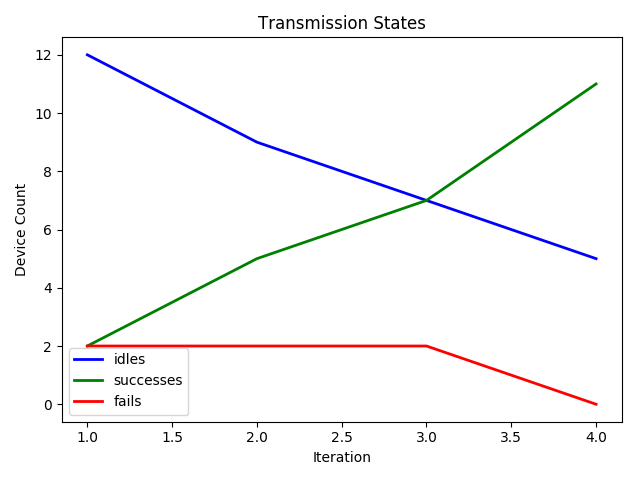 Transmission States
Device Count
12
10
8
6
4
2
0
idles
successes
fails
1.0 1.5 2.0 2.5 3.0 3.5 4.0
Iteration